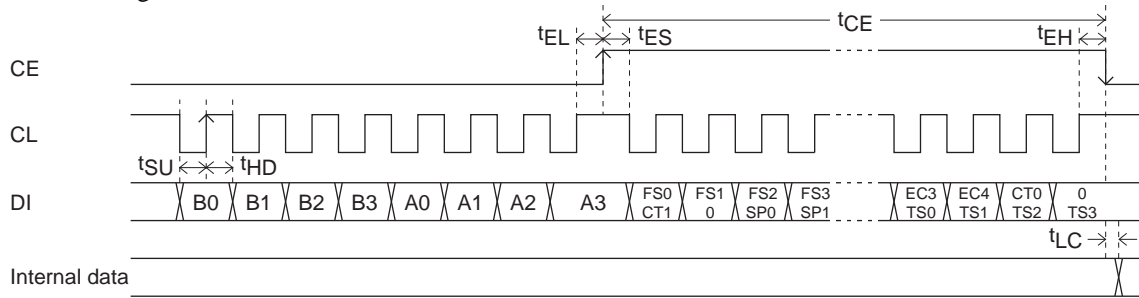 tCE
tEL tES tEH
CE
CL
tSU tHD
DI B0 B1 B2 B3 A0 A1 A2 A3 FS0 FS1 FS2 FS3 EC3 EC4 CT0 0
CT1 0 SP0 SP1 TS0 TS1 TS2 TS3
tLC
Internal data